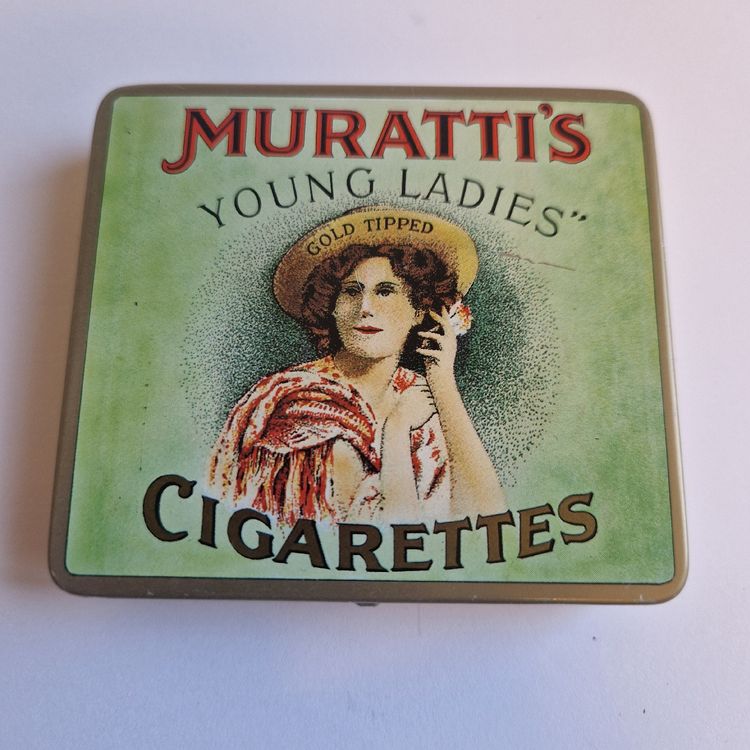 MURATTI'S
YOUNG LADIES"
GOLD TIPPED
CIGARETTES